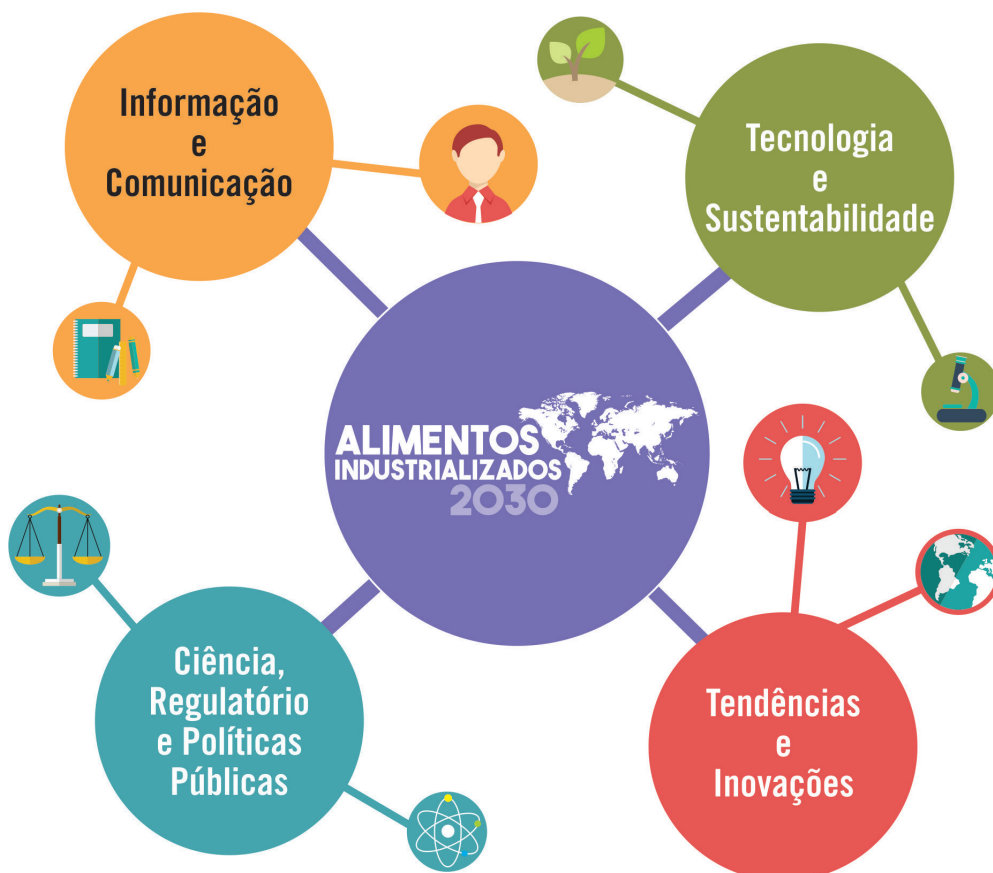 Informação
e
Comunicação
Tecnologia
e
Sustentabilidade
ALIMENTOS
INDUSTRIALIZADOS
2030
Ciência,
Regulatório
e Políticas
Públicas
Tendências
e
Inovações